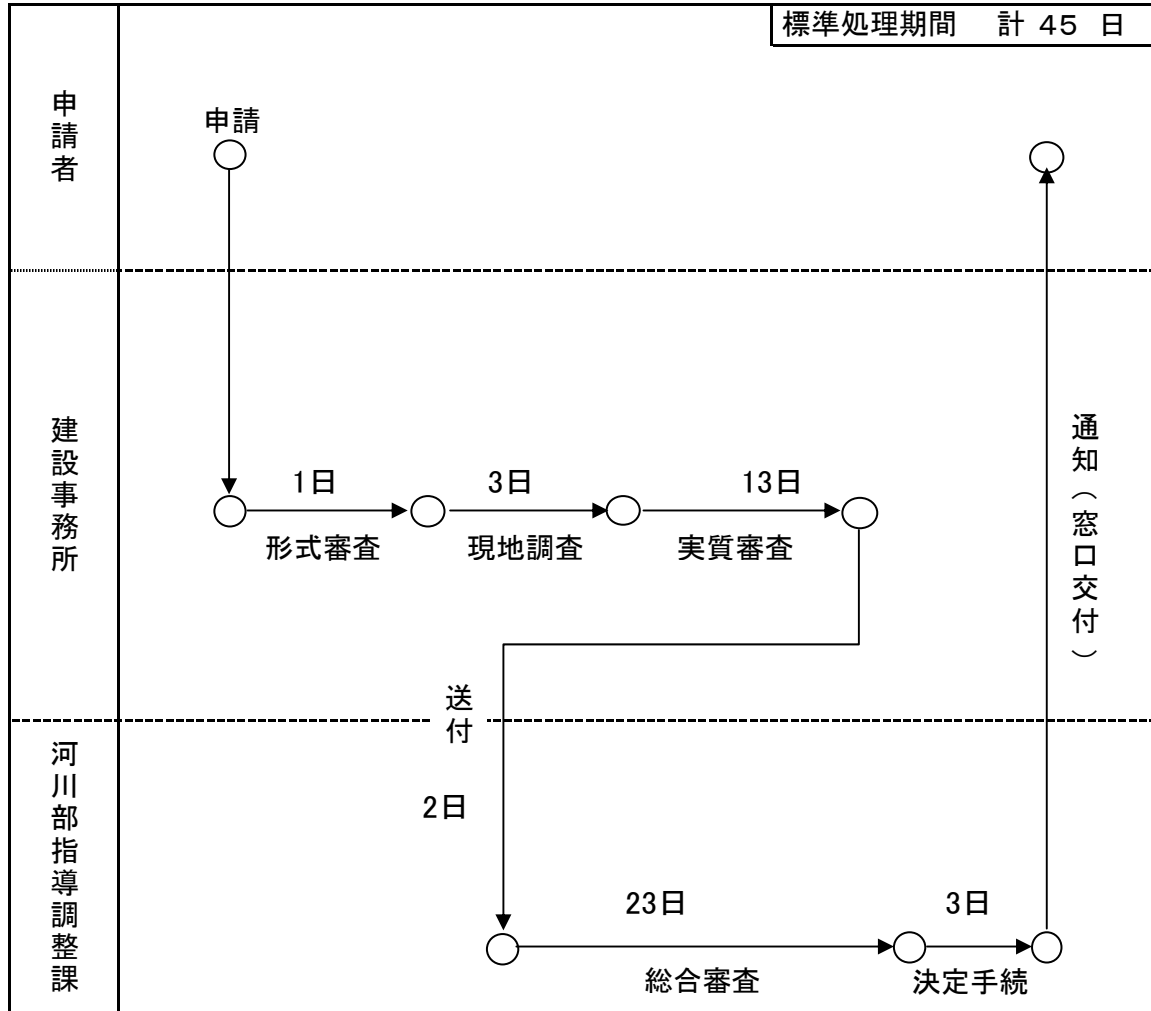 標準処理期間　計 45 日
申請者
申請
建設事務所
1日
3日
13日
形式審査
現地調査
実質審査
通知（窓口交付）
送付
河川部指導調整課
2日
23日
3日
総合審査
決定手続